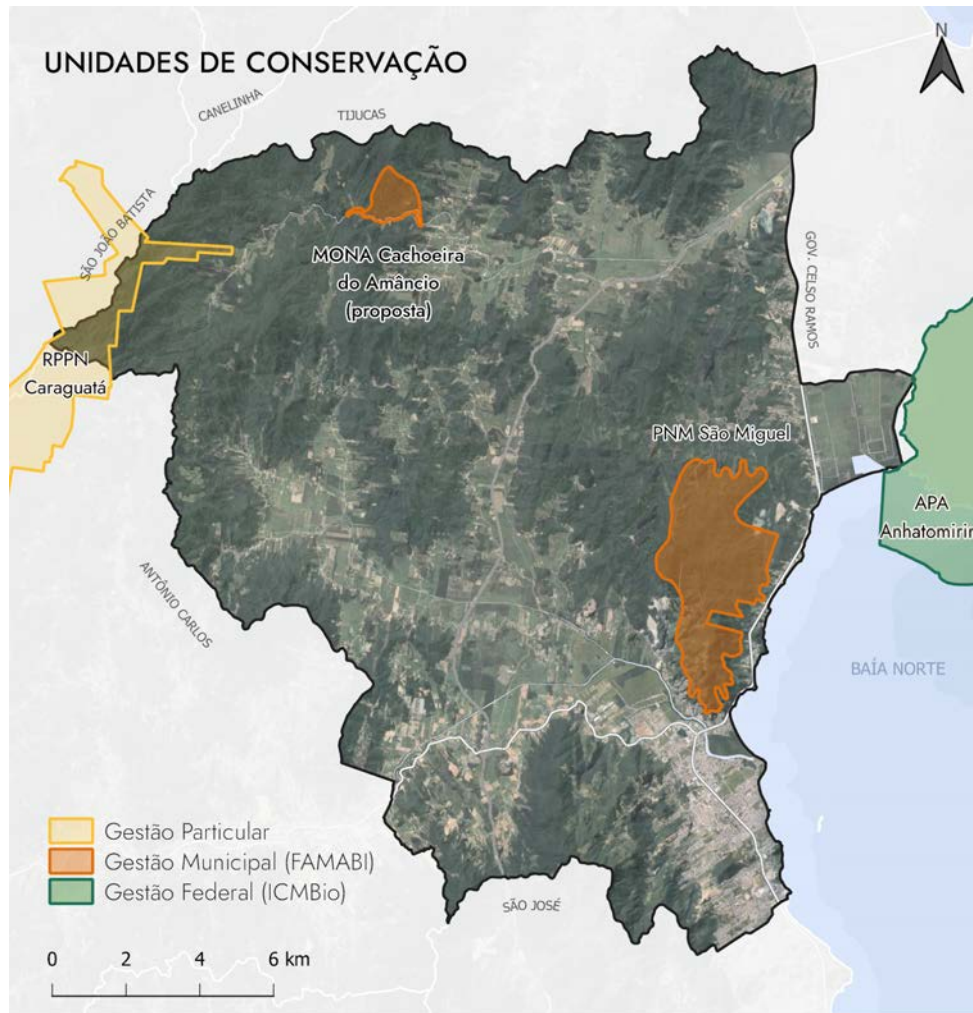 N
UNIDADES DE CONSERVAÇÃO
CANELINHA
TIJUCAS
SÃO JOÃO BATISTA
MONA Cachoeira
do Amâncio
(proposta)
GOV. CELSO RAMOS
RPPN
Caraguatá
PNM São Miguel
APA
Anhatomirin
ANTÔNIO CARLOS
BAÍA NORTE
Gestão Particular
Gestão Municipal (FAMABI)
Gestão Federal (ICMBio)
SÃO JOSÉ
0 2 4 6 km